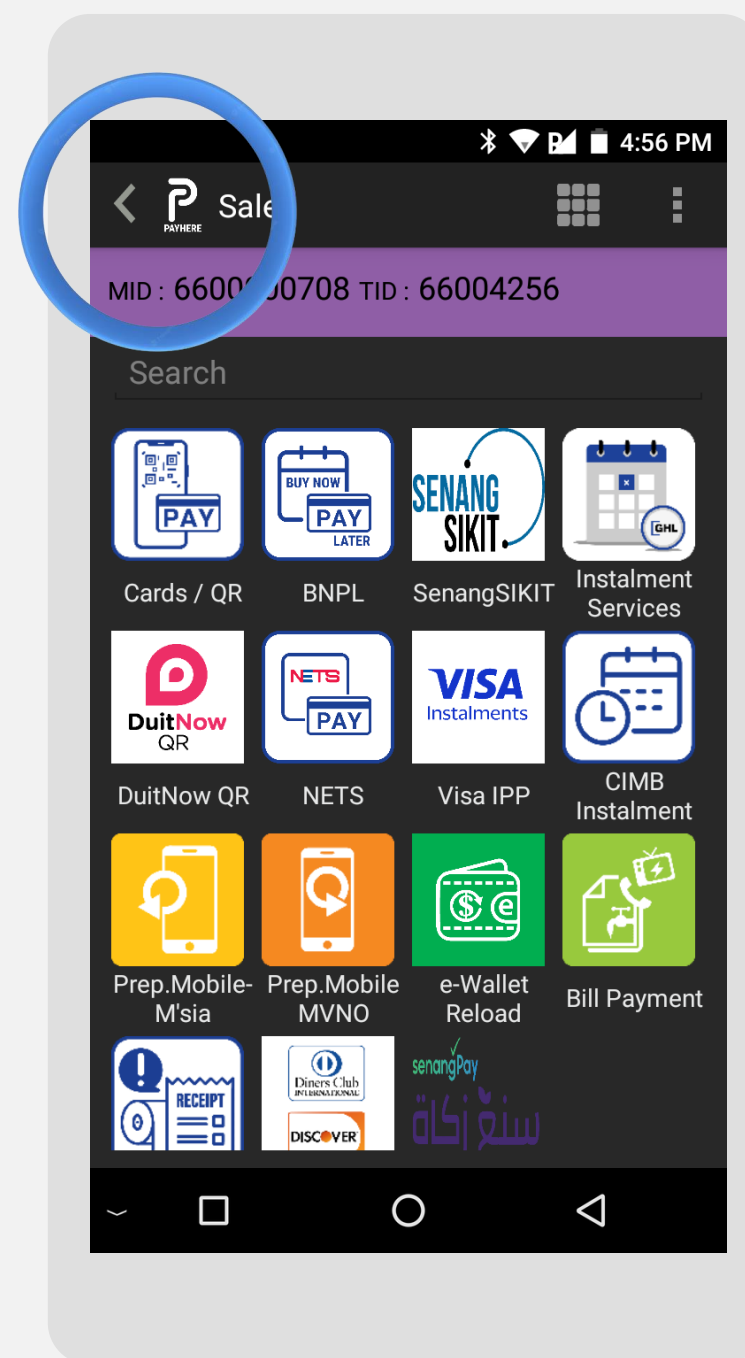 4:56 PM
PAYHERE
Sale
MID : 6600 00708 TID : 66004256
Search
PAY
BUY NOW
PAY
LATER
SENANG
SIKIT.
GHL
Cards / QR
BNPL
SenangSIKIT
Instalment
Services
DuitNow
QR
NETS
PAY
VISA
Instalments
DuitNow QR
NETS
Visa IPP
CIMB
Instalment
Prep.Mobile-
M'sia
Prep.Mobile
MVNO
e-Wallet
Reload
Bill Payment
RECEIPT
Diners Club
INTERNATIONAL
DISCOVER
senangPay
سنڠ زكاة